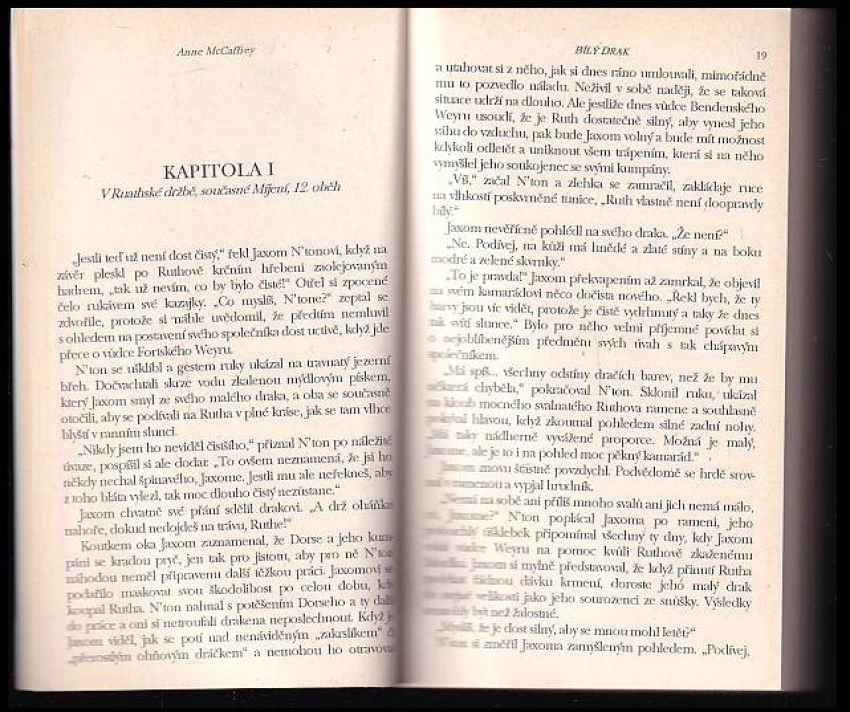 Anne McCaffrey
KAPITOLA I
V Ruathské držbě, současné Míjení, 12. oběh
„Jestli teď už není dost čistý,“ řekl Jaxom N’tonovi, když na
závěr pleskl po Ruthově krčním hřebeni zaolejovaným
hadrem, „tak už nevím, co by bylo čisté!“ Otřel si zpocené
čelo rukávem své kazajky. „Co myslíš, N’tone?“ zeptal se
zdvořile, protože si náhle uvědomil, že předtím nemluvil
s ohledem na postavení svého společníka dost uctivě, když jde
přece o vůdce Fortského Weyru.
N’ton se ušklíbl a gestem ruky ukázal na travnatý jezerní
břeh. Dočvachtali skrze vodu zkalenou mýdlovým pískem,
který Jaxom smyl ze svého malého draka, a oba se současně
otočili, aby se podívali na Rutha v plné kráse, jak se tam vlhce
blyští v ranním slunci.
„Nikdy jsem ho neviděl čistšího,“ přiznal N’ton po náležité
úvaze, pospíšil si ale dodat: „To ovšem neznamená, že jsi ho
někdy nechal špinavého, Jaxome. Jestli mu ale neřekneš, aby
z toho bláta vylezl, tak moc dlouho čistý nezůstane.“
Jaxom chvatně své přání sdělil drakovi. „A drž oháňku
nahoře, dokud nedojdeš na trávu, Ruthe!“
Koutkem oka Jaxom zaznamenal, že Dorse a jeho kum-
páni se kradou pryč, jen tak pro jistotu, aby pro ně N’ton
náhodou neměl připravenu další těžkou práci. Jaxomovi se
podařilo maskovat svou škodolibost po celou dobu, kdy
koupal Rutha. N’ton nahnal s potěšením Dorseho a ty další
do práce a oni si netroufali drakena neposlechnout. Když je
Jaxom viděl, jak se potí nad nenáviděným „zakrslíkem“ či
„přerostlým ohňovým dráčkem“ a nemohou ho otravovat
BÍLÝ DRAK
19
a utahovat si z něho, jak si dnes ráno umlouvali, mimořádně
mu to pozvedlo náladu. Neživil v sobě naději, že se taková
situace udrží na dlouho. Ale jestliže dnes vůdce Bendenského
Weyru usoudí, že je Ruth dostatečně silný, aby vynesl jeho
váhu do vzduchu, pak bude Jaxom volný a bude mít možnost
kdykoli odletět a uniknout všem trápením, která si na něho
vymýšlel jeho soukojenec se svými kumpány.
„Víš,“ začal N’ton a zlehka se zamračil, zakládaje ruce
na vlhkostí poskvrněné tunice, „Ruth vlastně není doopravdy
bílý.“
Jaxom nevěřícně pohlédl na svého draka. „Že není?“
„Ne. Podívej, na kůži má hnědé a zlaté stíny a na boku
modré a zelené skvrnky.“
„To je pravda!“ Jaxom překvapením až zamrkal, že objevil
na svém kamarádovi něco dočista nového. „Řekl bych, že ty
barvy jsou víc vidět, protože je čistě vydrhnutý a taky že dnes
tak svítí slunce.“ Bylo pro něho velmi příjemné povídat si
o nejoblíbenějším předmětu svých úvah s tak chápavým
společníkem.
„Má spíš... všechny odstíny dračích barev, než že by mu
některá chyběla,“ pokračoval N’ton. Sklonil ruku, ukázal
na kloub mocného svalnatého Ruthova ramene a souhlasně
pokýval hlavou, když zkoumal pohledem silné zadní nohy.
taky nádherně vyvážené proporce. Možná je malý,
Jaxome, ale je to i na pohled moc pěkný kamarád.“
Jaxom znovu šťastně povzdychl. Podvědomě se hrdě srov-
nal v ramenou a vypjal hrudník.
„Nemá na sobě ani příliš mnoho svalů ani jich nemá málo,
Jaxome?“ N’ton poplácal Jaxoma po rameni, jeho
úšklebek připomínal všechny ty dny, kdy Jaxom
vůdce Weyru na pomoc kvůli Ruthově zkaženému
Jaxom si mylně představoval, že když přinutí Rutha
řádnou dávku krmení, doroste jeho malý drak
velikosti jako jeho sourozenci ze snůšky. Výsledky
být než žalostné.
„Myslíš, že je dost silný, aby se mnou mohl letět?“
N’ton si změřil Jaxoma zamyšleným pohledem. „Podívej,